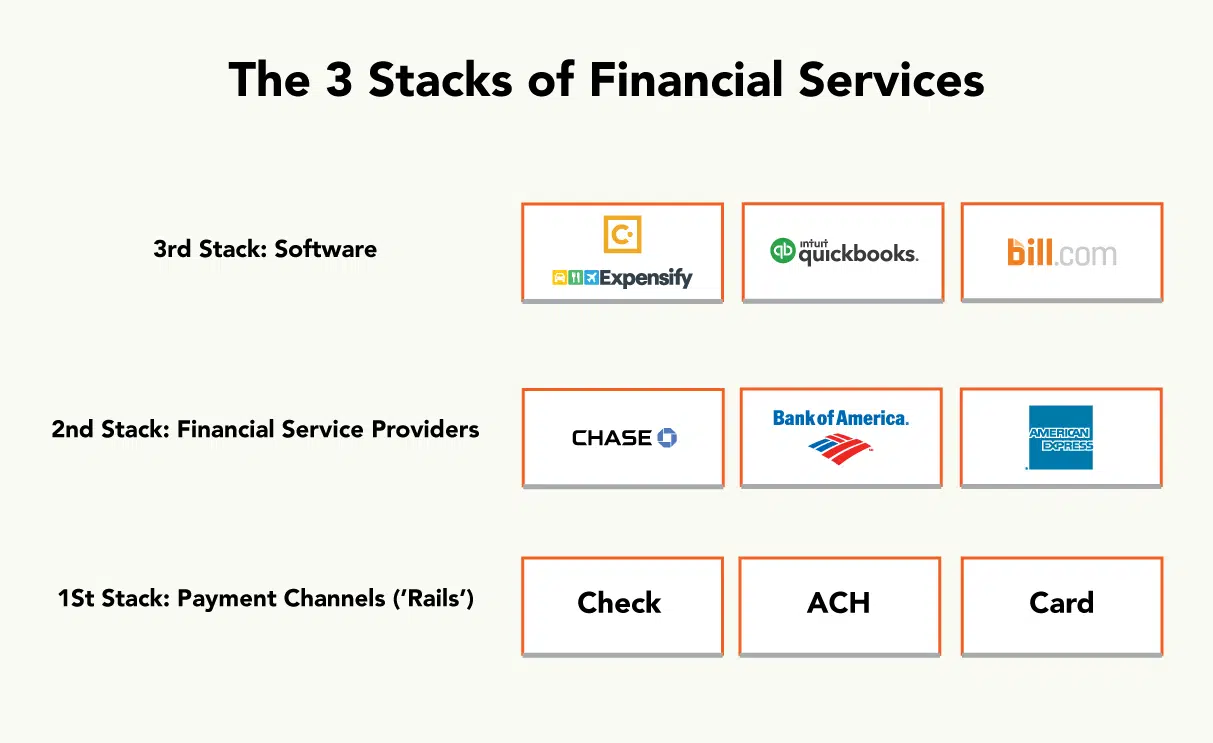 The 3 Stacks of Financial Services
3rd Stack: Software
C
Expensify
qb intuit quickbooks.
bill.com
2nd Stack: Financial Service Providers
CHASE
Bank of America.
AMERICAN
EXPRESS
1St Stack: Payment Channels (’Rails’)
Check
ACH
Card